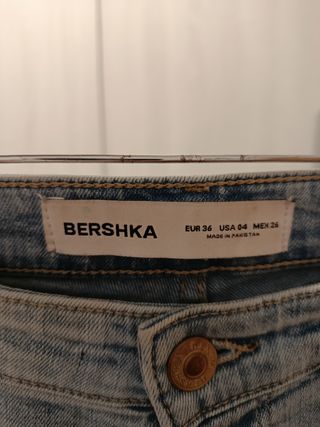 BERSHKA
EUR 36 USA 04 MEX 26
MADE IN PAKISTAN